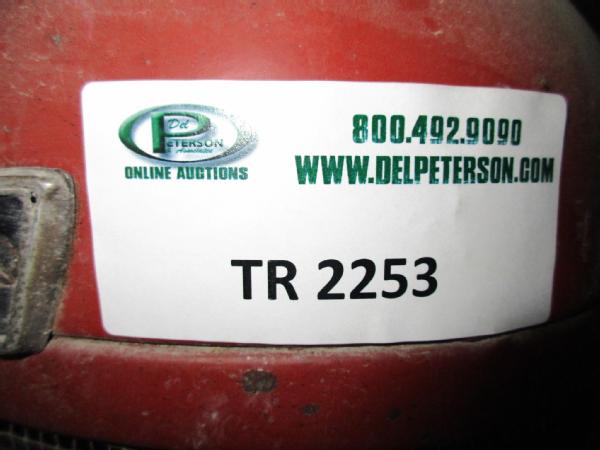 Del
PETERSON
& Associates
ONLINE AUCTIONS
800.492.9090
WWW.DELPETERSON.COM
TR 2253